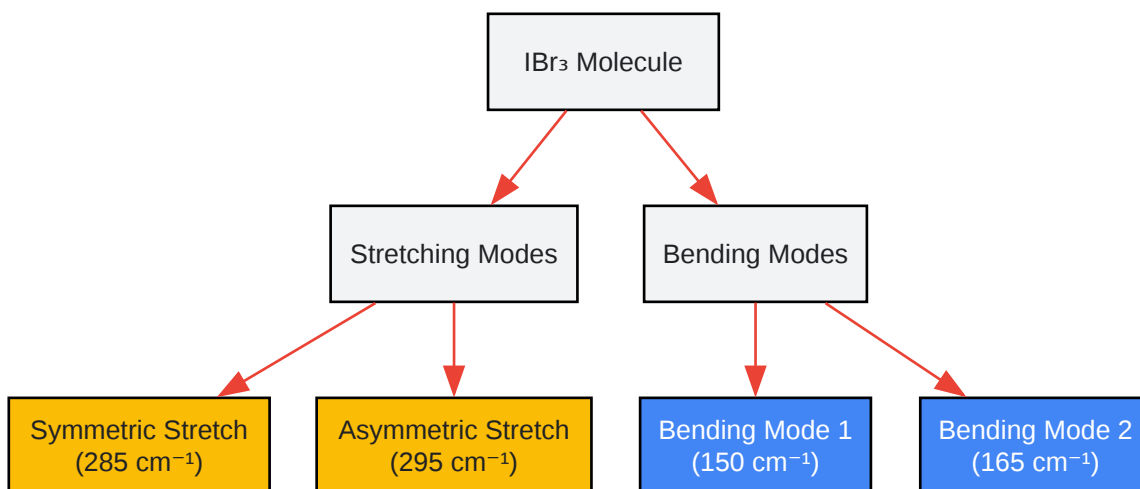 IBr₃ Molecule
Stretching Modes
Bending Modes
Symmetric Stretch
(285 cm⁻¹)
Asymmetric Stretch
(295 cm⁻¹)
Bending Mode 1
(150 cm⁻¹)
Bending Mode 2
(165 cm⁻¹)